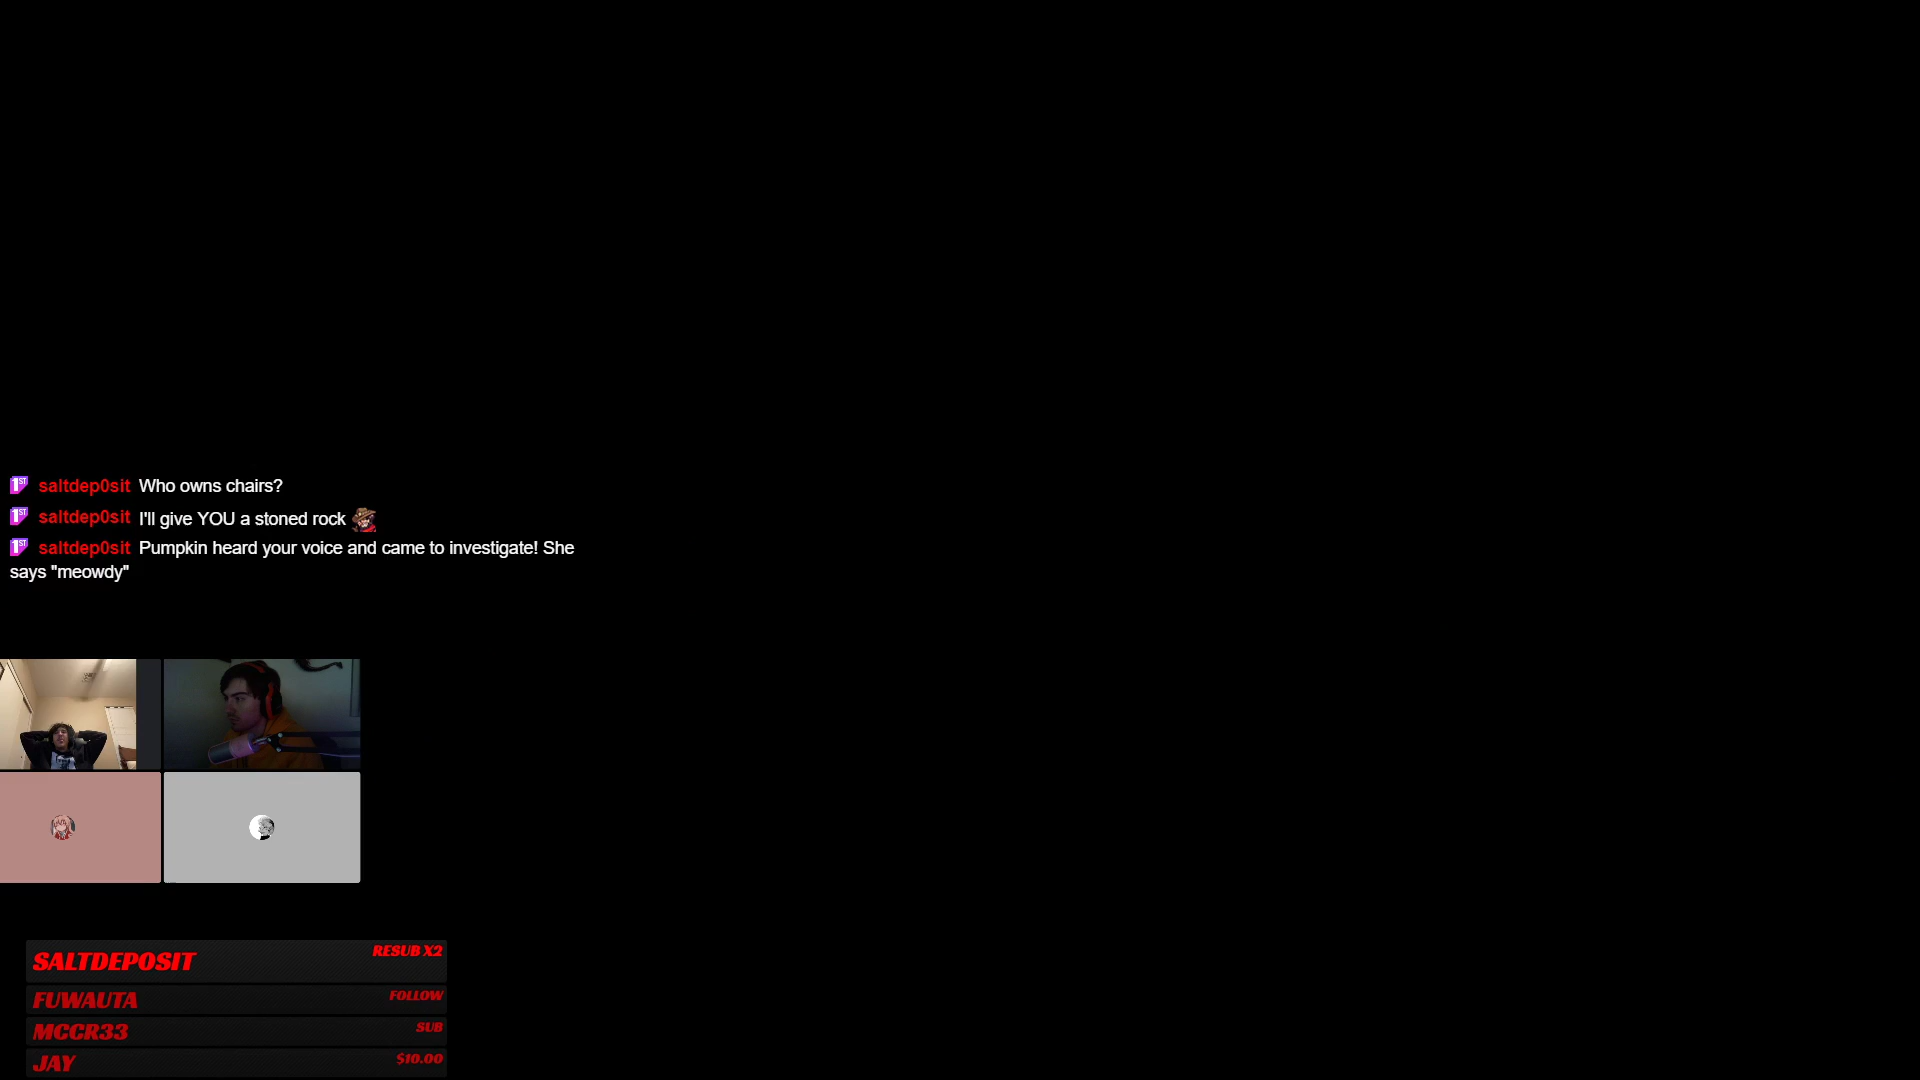 saltdep0sit Who owns chairs?
saltdep0sit I'll give YOU a stoned rock
saltdep0sit Pumpkin heard your voice and came to investigate! She
says "meowdy"
SALTDEPOSIT RESUB X2
FUWAUTA FOLLOW
MCCR33 SUB
JAY $10.00